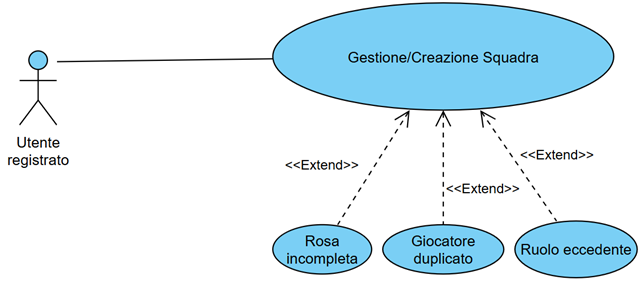 Gestione/Creazione Squadra
Utente
registrato
<<Extend>>
<<Extend>>
<<Extend>>
Rosa
incompleta
Giocatore
duplicato
Ruolo eccedente